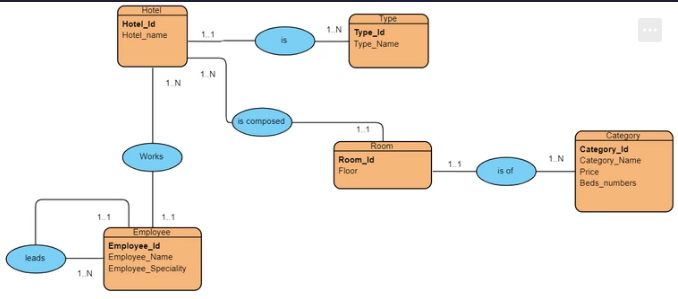 Hotel
Hotel_Id
Hotel_name
1..1
is
1..N
Type
Type_Id
Type_Name
1..N
1..N
is composed
1..1
Room
Room_Id
Floor
1..1
is of
1..N
Category
Category_Id
Category_Name
Price
Beds_numbers
Works
1..1
1..1
Employee
Employee_Id
Employee_Name
Employee_Speciality
leads
1..N